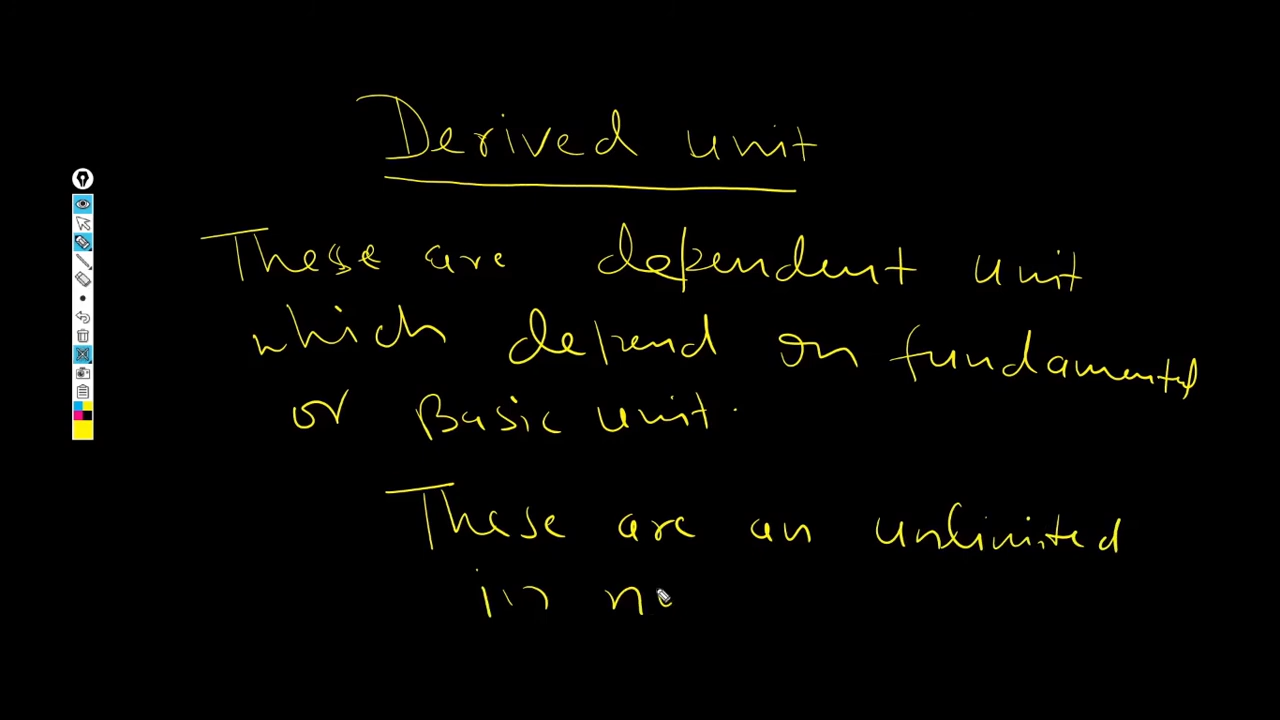 Derived unit
These are dependent unit
which depend on fundamental
or Basic unit.
These are an unlimited
in